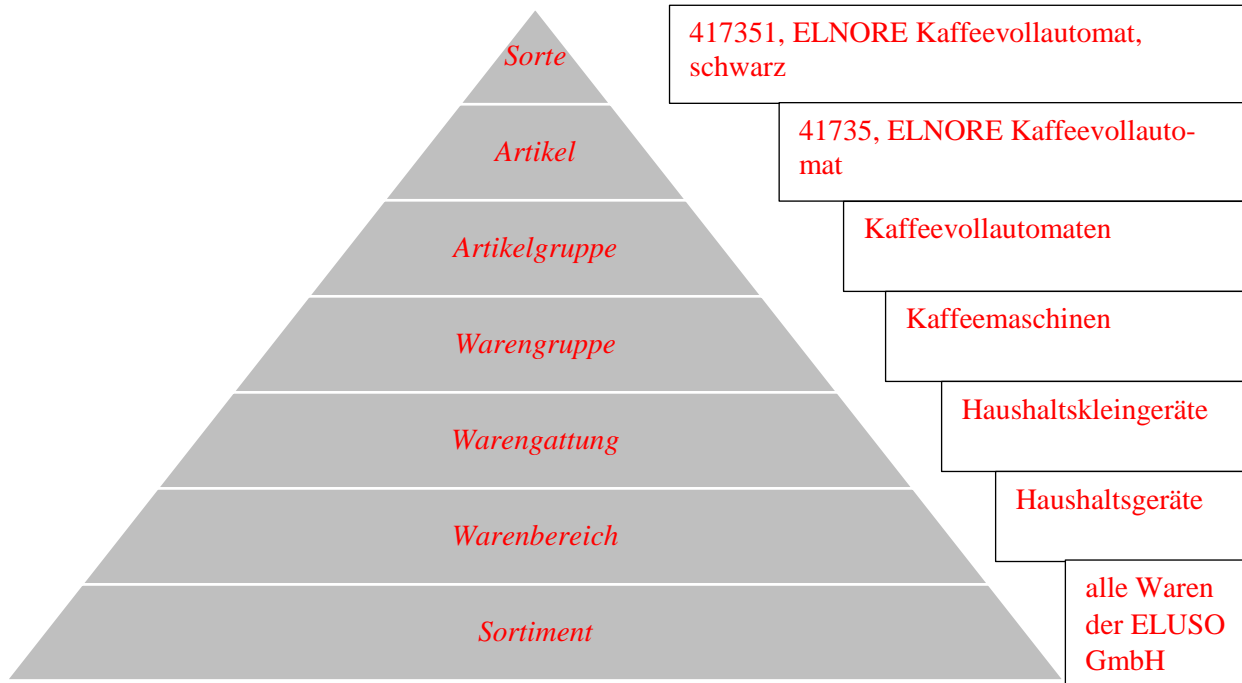 Sorte
417351, ELNORE Kaffeevollautomat,
schwarz
Artikel
41735, ELNORE Kaffeevollauto-
mat
Artikelgruppe
Kaffeevollautomaten
Warengruppe
Kaffeemaschinen
Warengattung
Haushaltskleingeräte
Warenbereich
Haushaltsgeräte
Sortiment
alle Waren
der ELUSO
GmbH